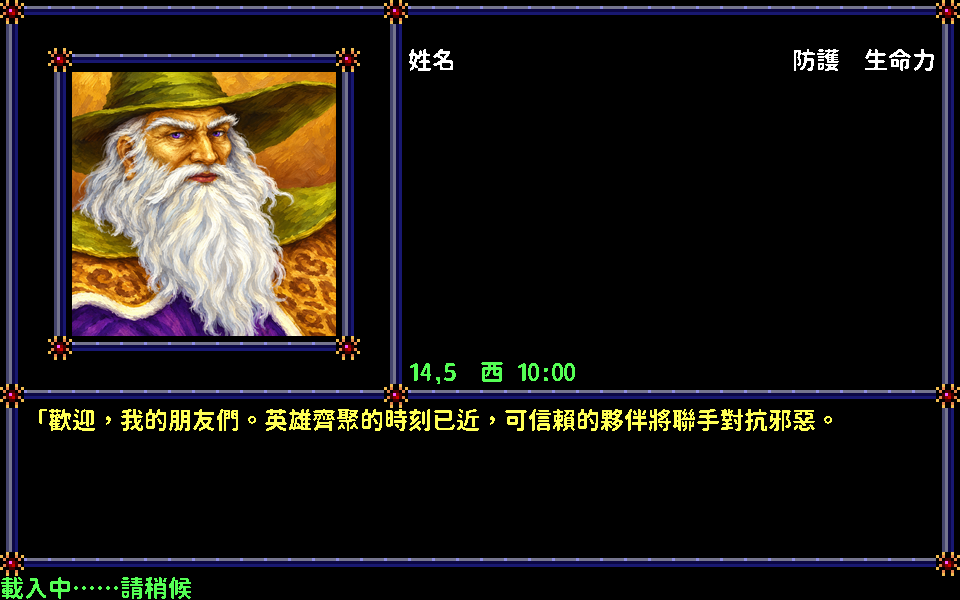 姓名 防護 生命力
14,5 西 10:00
「歡迎，我的朋友們。英雄齊聚的時刻已近，可信賴的夥伴將聯手對抗邪惡。
載入中……請稍候